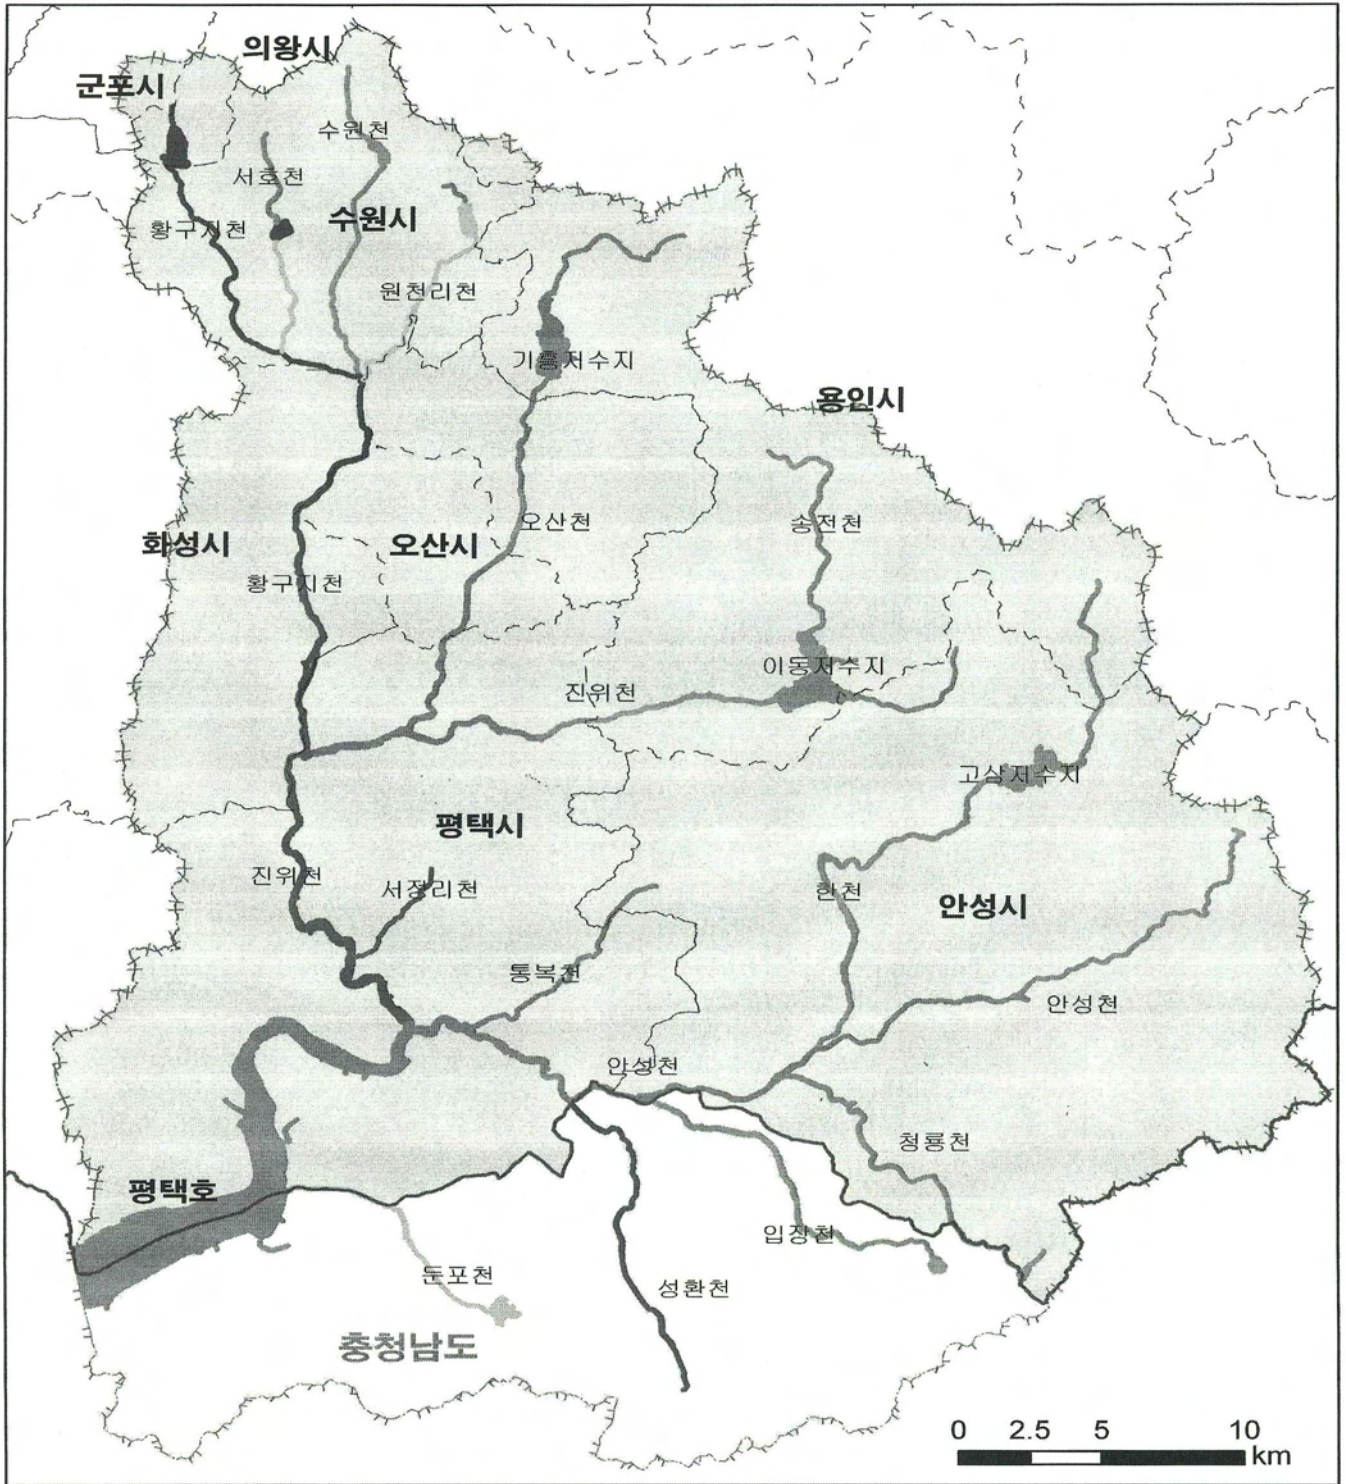 의왕시
군포시
수원천
서호천
수원시
황구지천
원천리천
기흥저수지
용인시
오산천
송전천
화성시
오산시
황구지천
이동저수지
진위천
고삼저수지
평택시
진위천
서정리천
한천
안성시
통복천
안성천
안성천
청룡천
평택호
입장천
둔포천
성환천
충청남도
0 2.5 5 10
km